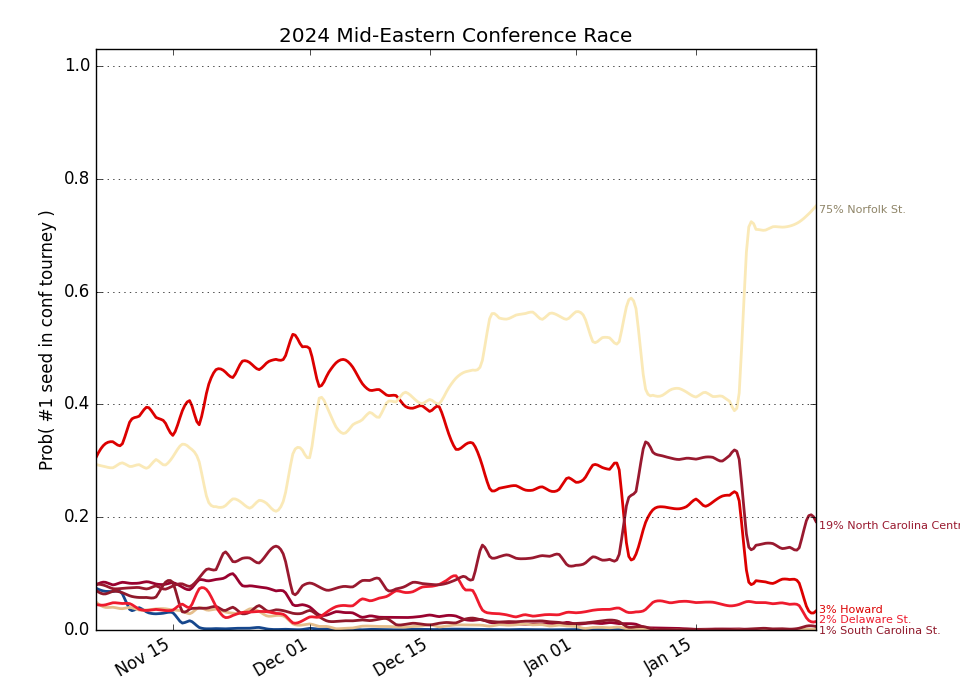 2024 Mid-Eastern Conference Race
Prob( #1 seed in conf tourney )
1.0
0.8
0.6
0.4
0.2
0.0
Nov 15
Dec 01
Dec 15
Jan 01
Jan 15
75% Norfolk St.
19% North Carolina Centr
3% Howard
2% Delaware St.
1% South Carolina St.